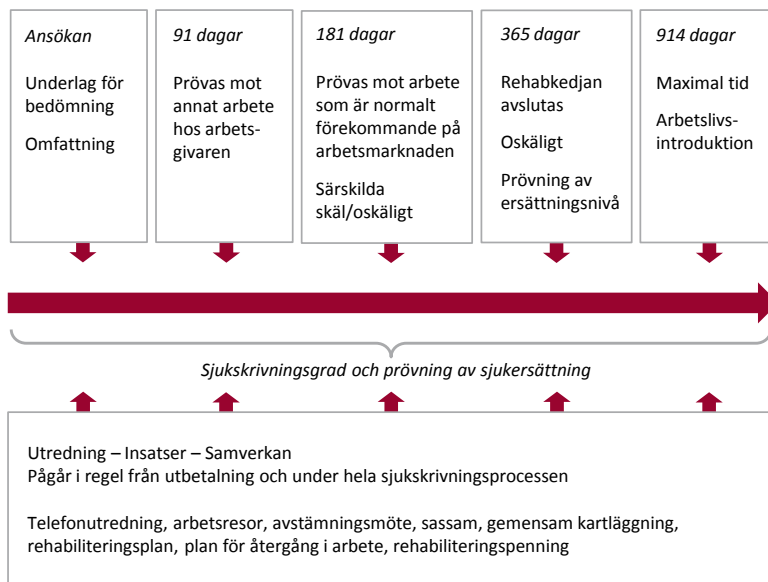 Ansökan
Underlag för
bedömning
Omfattning
91 dagar
Prövas mot
annat arbete
hos arbets-
givaren
181 dagar
Prövas mot arbete
som är normalt
förekommande på
arbetsmarknaden
Särskilda
skäl/oskäligt
365 dagar
Rehabkedjan
avslutas
Oskäligt
Prövning av
ersättningsnivå
914 dagar
Maximal tid
Arbetslivs-
introduktion
Sjukskrivningsgrad och prövning av sjukersättning
Utredning – Insatser – Samverkan
Pågår i regel från utbetalning och under hela sjukskrivningsprocessen
Telefonutredning, arbetsresor, avstämningsmöte, sassam, gemensam kartläggning,
rehabiliteringsplan, plan för återgång i arbete, rehabiliteringspenning